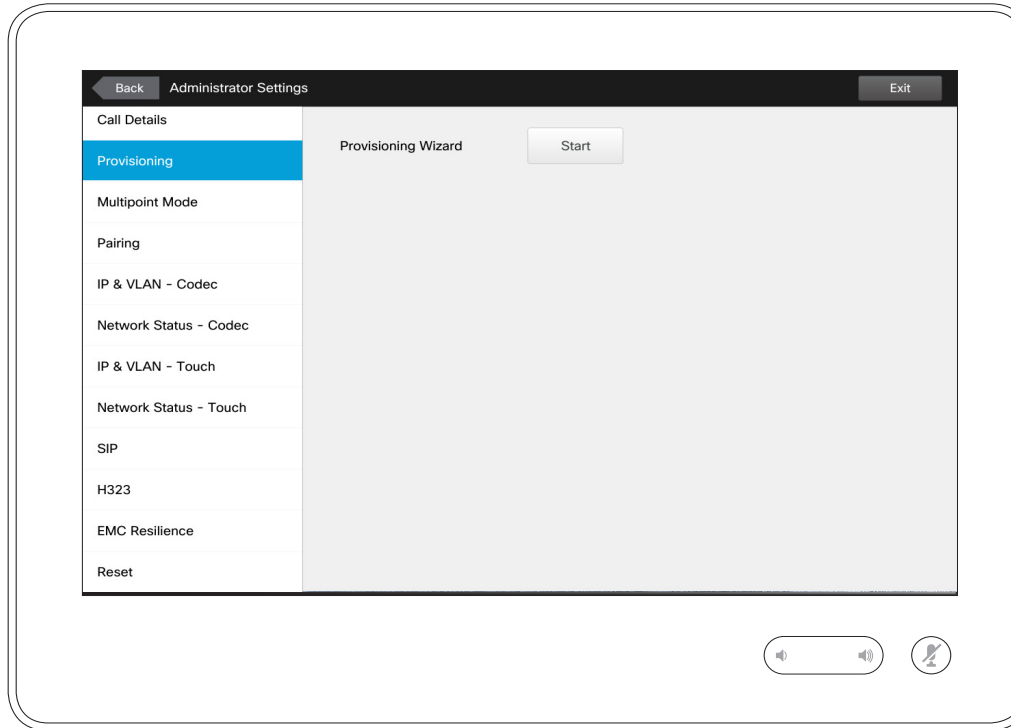 Back Administrator Settings Exit
Call Details
Provisioning Wizard Start
Provisioning
Multipoint Mode
Pairing
IP & VLAN - Codec
Network Status - Codec
IP & VLAN - Touch
Network Status - Touch
SIP
H323
EMC Resilience
Reset